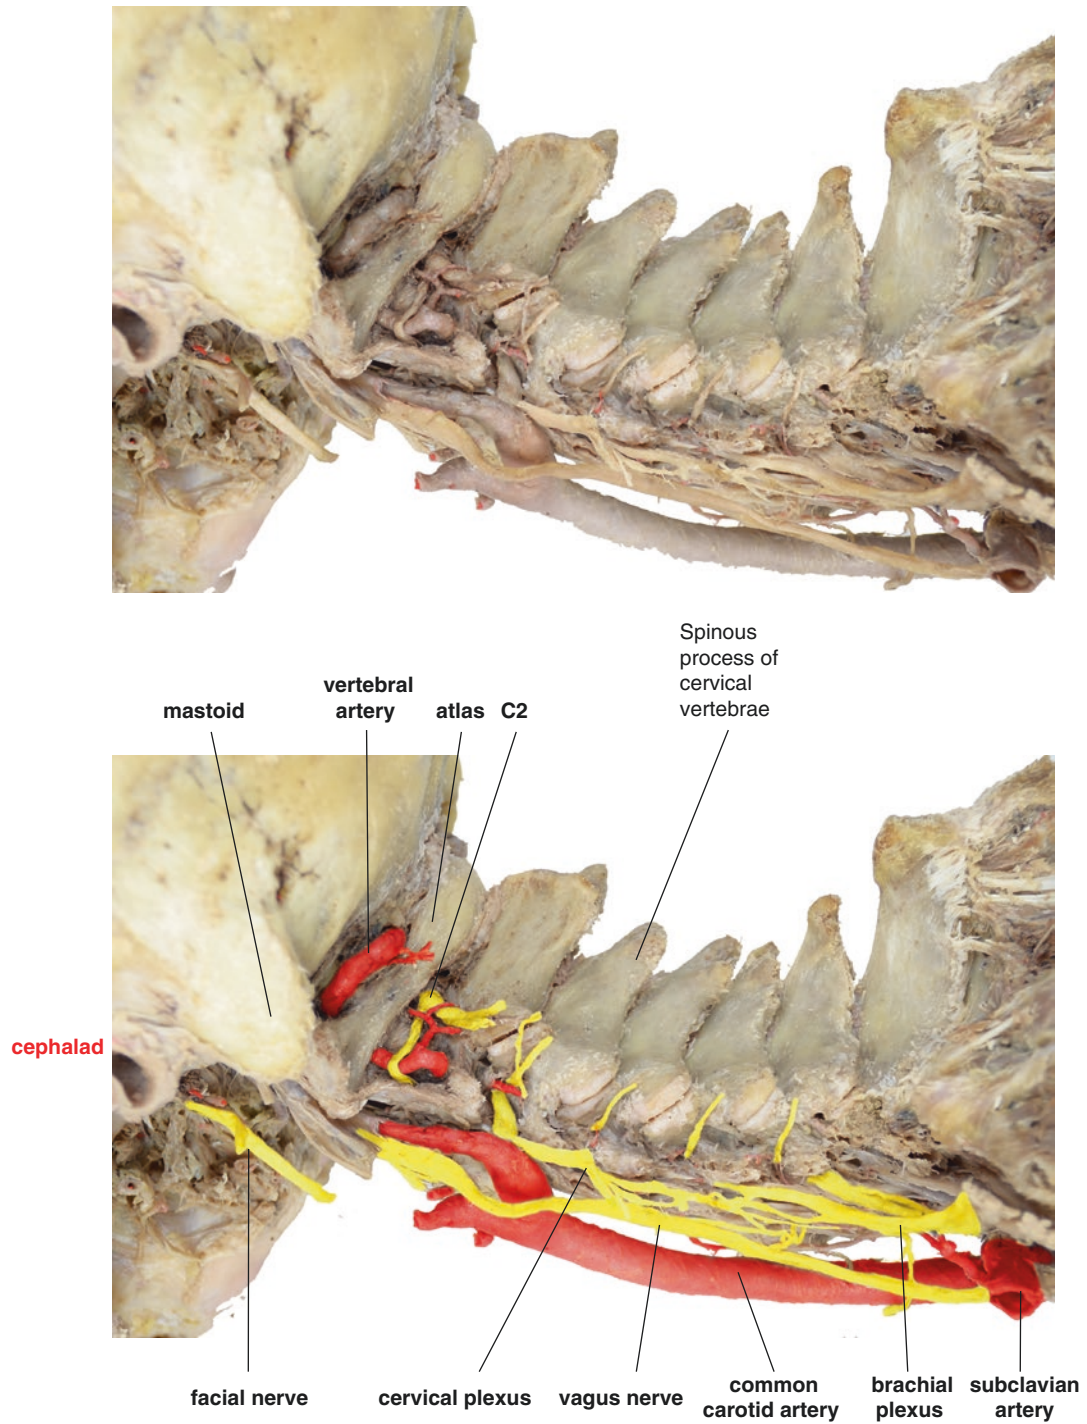 Spinous
process of
cervical
vertebrae
vertebral
artery
mastoid
atlas
C2
cephalad
facial nerve
cervical plexus
vagus nerve
common
carotid artery
brachial
plexus
subclavian
artery